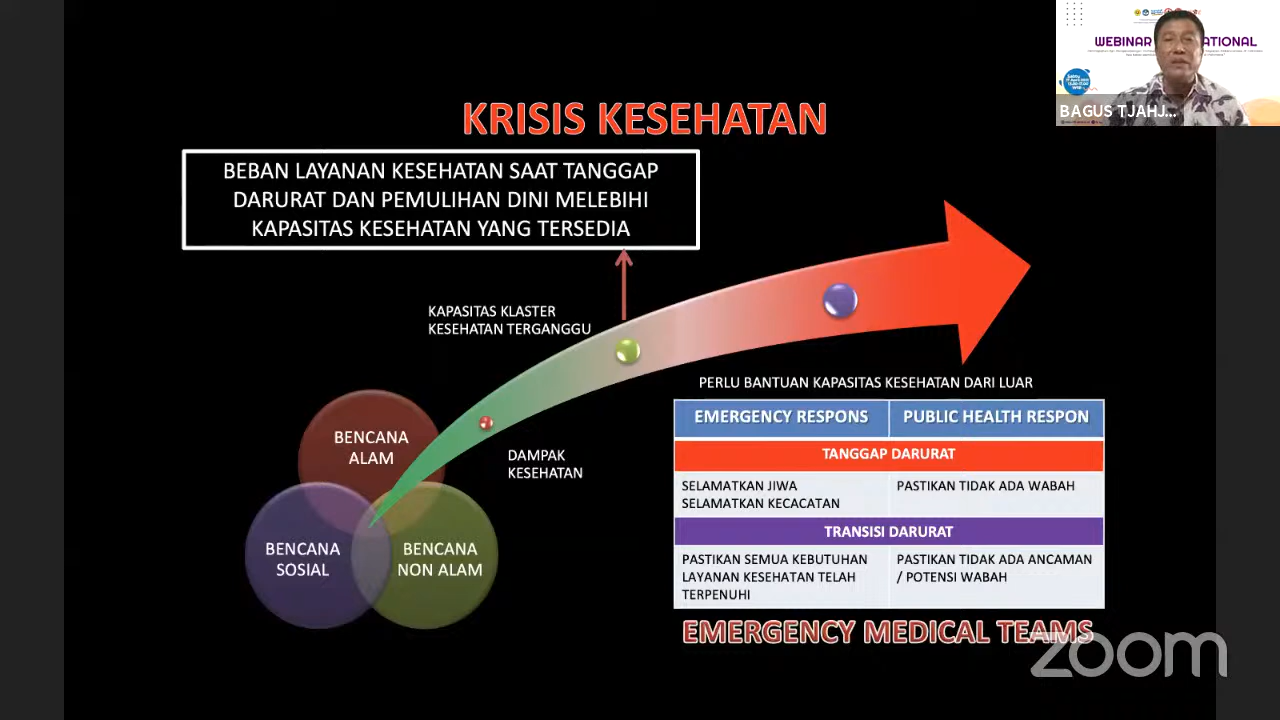 KRISIS KESEHATAN
BEBAN LAYANAN KESEHATAN SAAT TANGGAP
DARURAT DAN PEMULIHAN DINI MELEBIHI
KAPASITAS KESEHATAN YANG TERSEDIA
KAPASITAS KLASTER
KESEHATAN TERGANGGU
DAMPAK
KESEHATAN
BENCANA
ALAM
BENCANA
SOSIAL
BENCANA
NON ALAM
PERLU BANTUAN KAPASITAS KESEHATAN DARI LUAR
EMERGENCY RESPONS
PUBLIC HEALTH RESPON
TANGGAP DARURAT
SELAMATKAN JIWA
SELAMATKAN KECACATAN
PASTIKAN TIDAK ADA WABAH
TRANSISI DARURAT
PASTIKAN SEMUA KEBUTUHAN
LAYANAN KESEHATAN TELAH
TERPENUHI
PASTIKAN TIDAK ADA ANCAMAN
/ POTENSI WABAH
EMERGENCY MEDICAL TEAMS
zoom
WEBINAR
BAGUS TJAHJ...